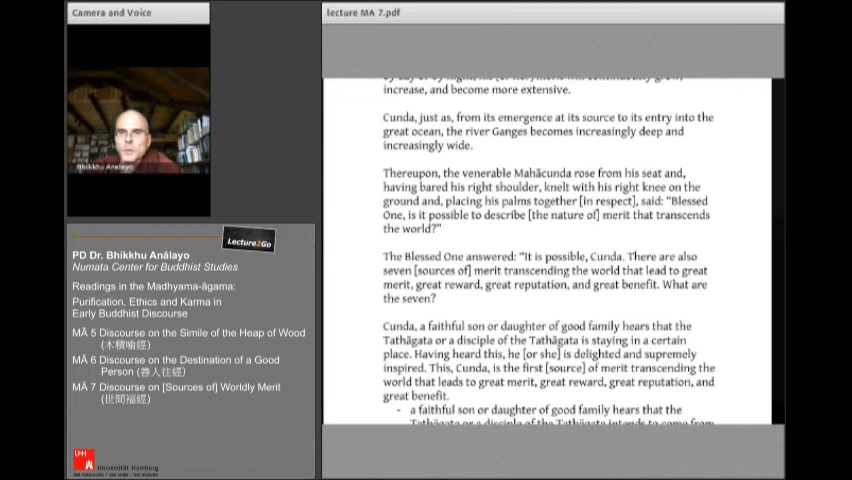 Camera and Voice
Bhikkhu Analayo
Lecture2Go
PD Dr. Bhikkhu Anālayo
Numata Center for Buddhist Studies
Readings in the Madhyama-āgama:
Purification, Ethics and Karma in
Early Buddhist Discourse
MĀ 5 Discourse on the Simile of the Heap of Wood
(木積喻經)
MĀ 6 Discourse on the Destination of a Good
Person (善人往經)
MĀ 7 Discourse on [Sources of] Worldly Merit
(世間福經)
UH
Universität Hamburg
lecture MA 7.pdf
increase, and become more extensive.
Cunda, just as, from its emergence at its source to its entry into the
great ocean, the river Ganges becomes increasingly deep and
increasingly wide.
Thereupon, the venerable Mahācunda rose from his seat and,
having bared his right shoulder, knelt with his right knee on the
ground and, placing his palms together [in respect], said: "Blessed
One, is it possible to describe [the nature of] merit that transcends
the world?"
The Blessed One answered: "It is possible, Cunda. There are also
seven [sources of] merit transcending the world that lead to great
merit, great reward, great reputation, and great benefit. What are
the seven?
Cunda, a faithful son or daughter of good family hears that the
Tathāgata or a disciple of the Tathāgata is staying in a certain
place. Having heard this, he [or she] is delighted and supremely
inspired. This, Cunda, is the first [source] of merit transcending the
world that leads to great merit, great reward, great reputation, and
great benefit.
- a faithful son or daughter of good family hears that the
Tathāgata or a disciple of the Tathāgata intends to come from